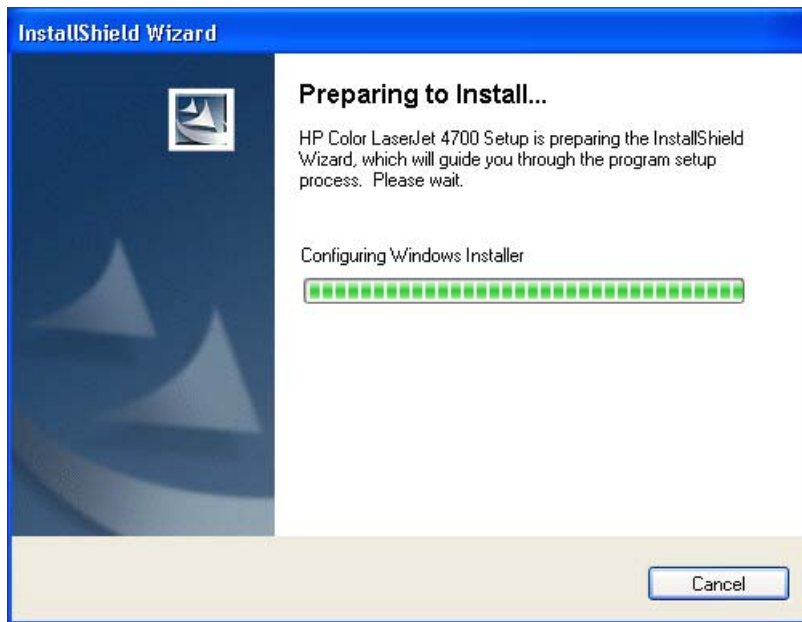 InstallShield Wizard
Preparing to Install...
HP Color LaserJet 4700 Setup is preparing the InstallShield
Wizard, which will guide you through the program setup
process. Please wait.
Configuring Windows Installer
Cancel